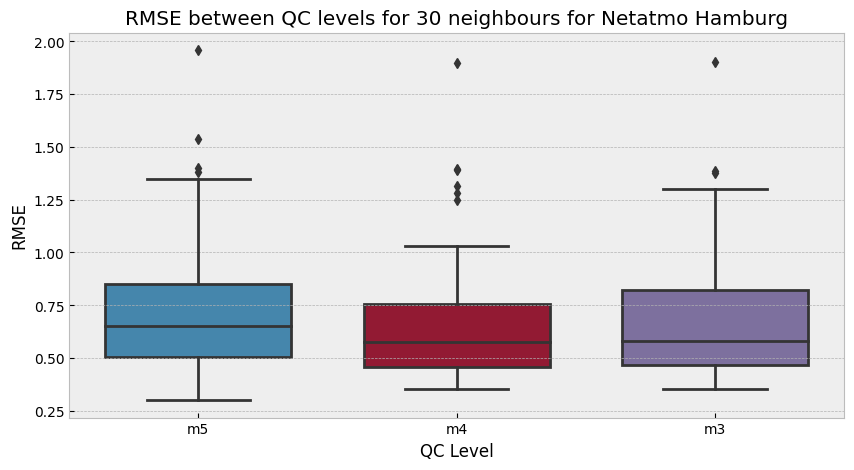 RMSE between QC levels for 30 neighbours for Netatmo Hamburg
2.00
1.75
1.50
1.25
1.00
0.75
0.50
0.25
RMSE
m5 m4 m3
QC Level